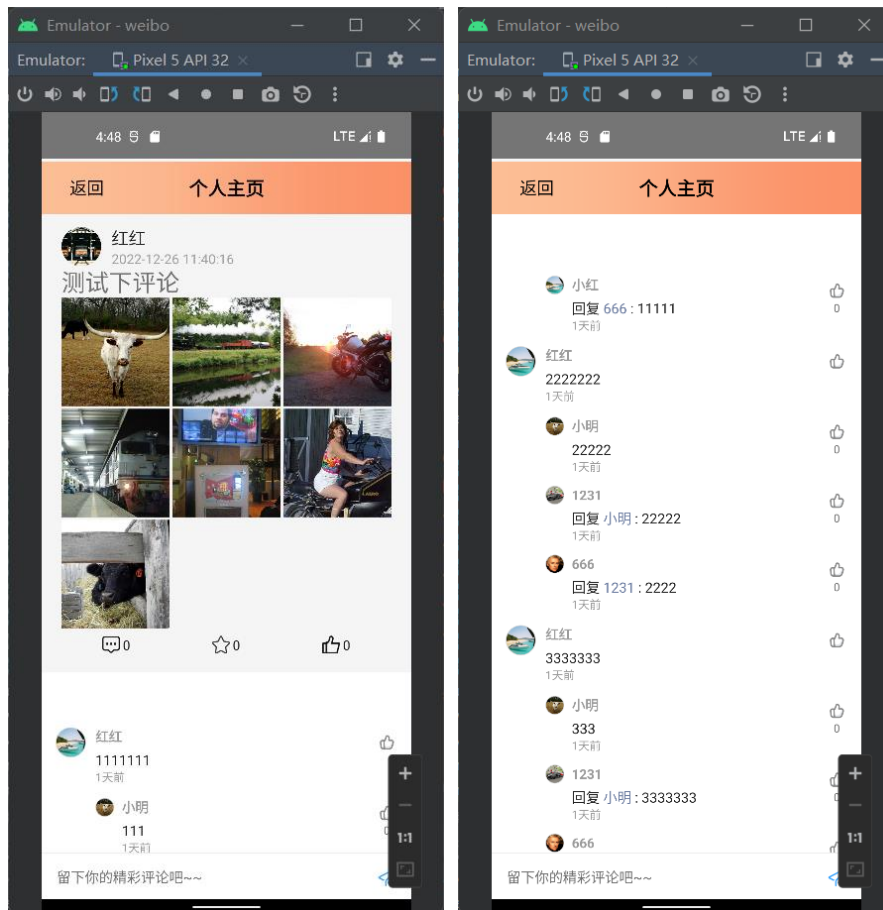 Emulator - weibo
Emulator: Pixel 5 API 32
4:48 LTE
返回 个人主页
红红
2022-12-26 11:40:16
测试下评论
0 0 0
红红
1111111
1天前
小明
111
1天前
留下你的精彩评论吧~~
1:1
Emulator - weibo
Emulator: Pixel 5 API 32
4:48 LTE
返回 个人主页
小红
回复 666 : 11111
0
1天前
红红
2222222
1天前
小明
22222
0
1天前
1231
回复 小明 : 22222
0
1天前
666
回复 1231 : 2222
0
1天前
红红
3333333
1天前
小明
333
0
1天前
1231
回复 小明 : 3333333
1天前
666
留下你的精彩评论吧~~
1:1